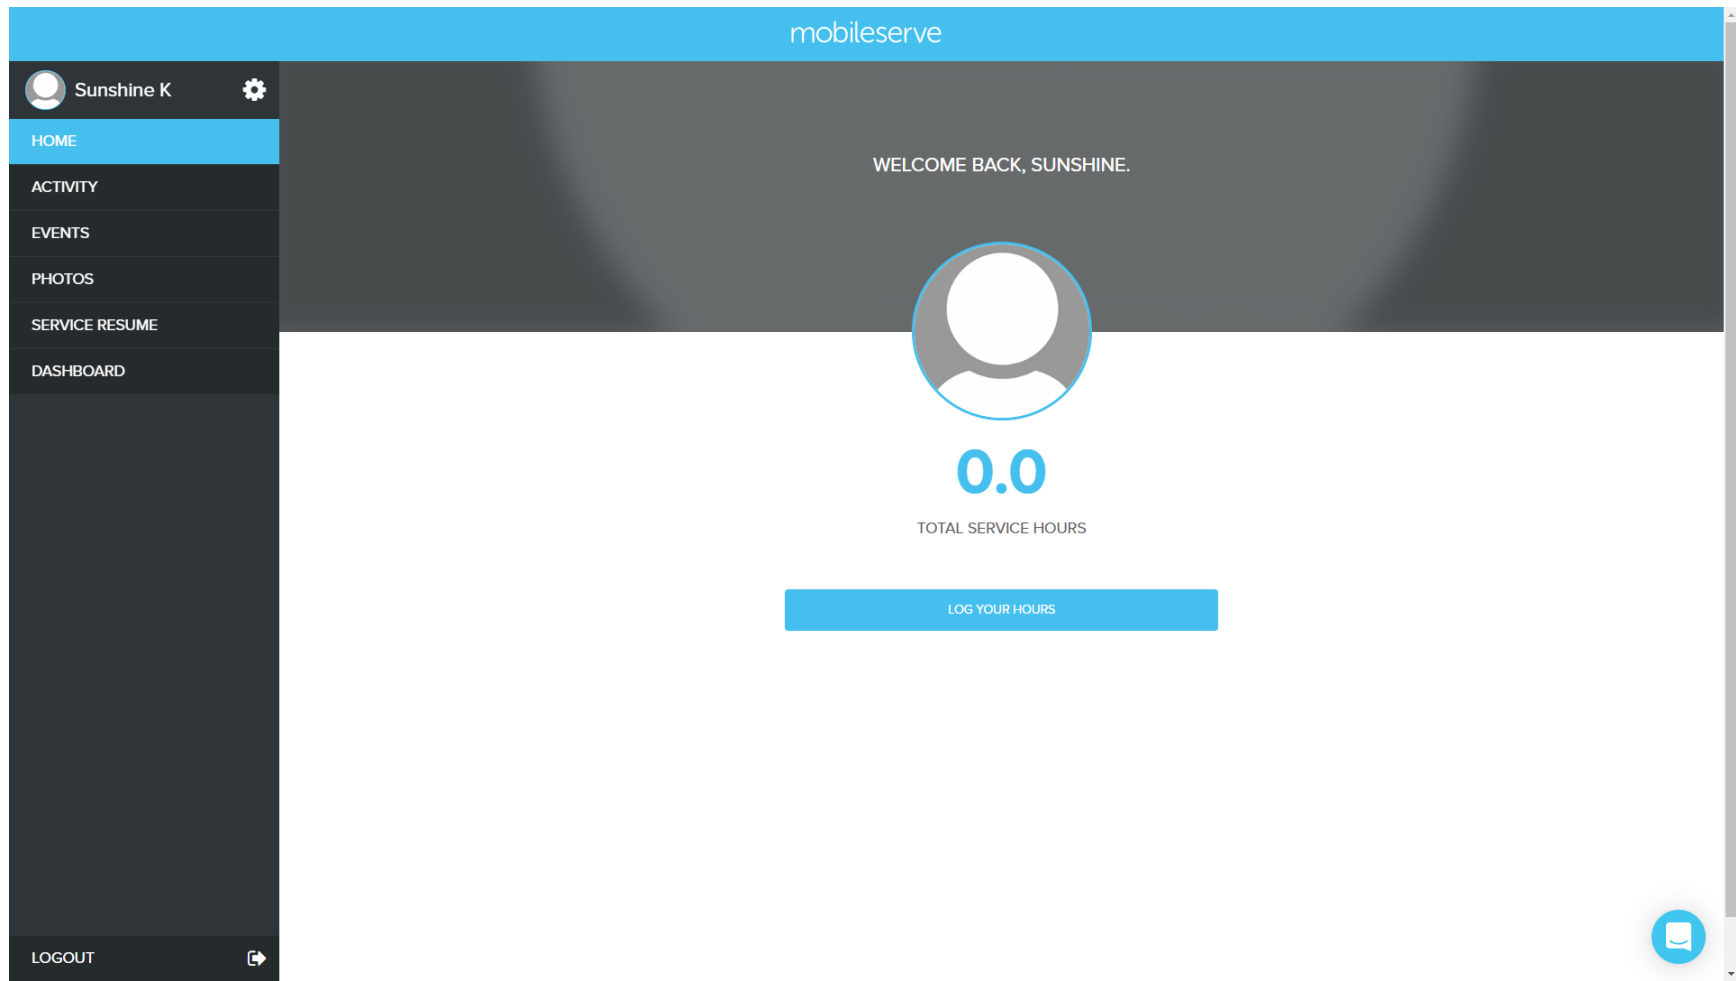 mobileserve
Sunshine K
HOME
ACTIVITY
EVENTS
PHOTOS
SERVICE RESUME
DASHBOARD
LOGOUT
WELCOME BACK, SUNSHINE.
0.0
TOTAL SERVICE HOURS
LOG YOUR HOURS